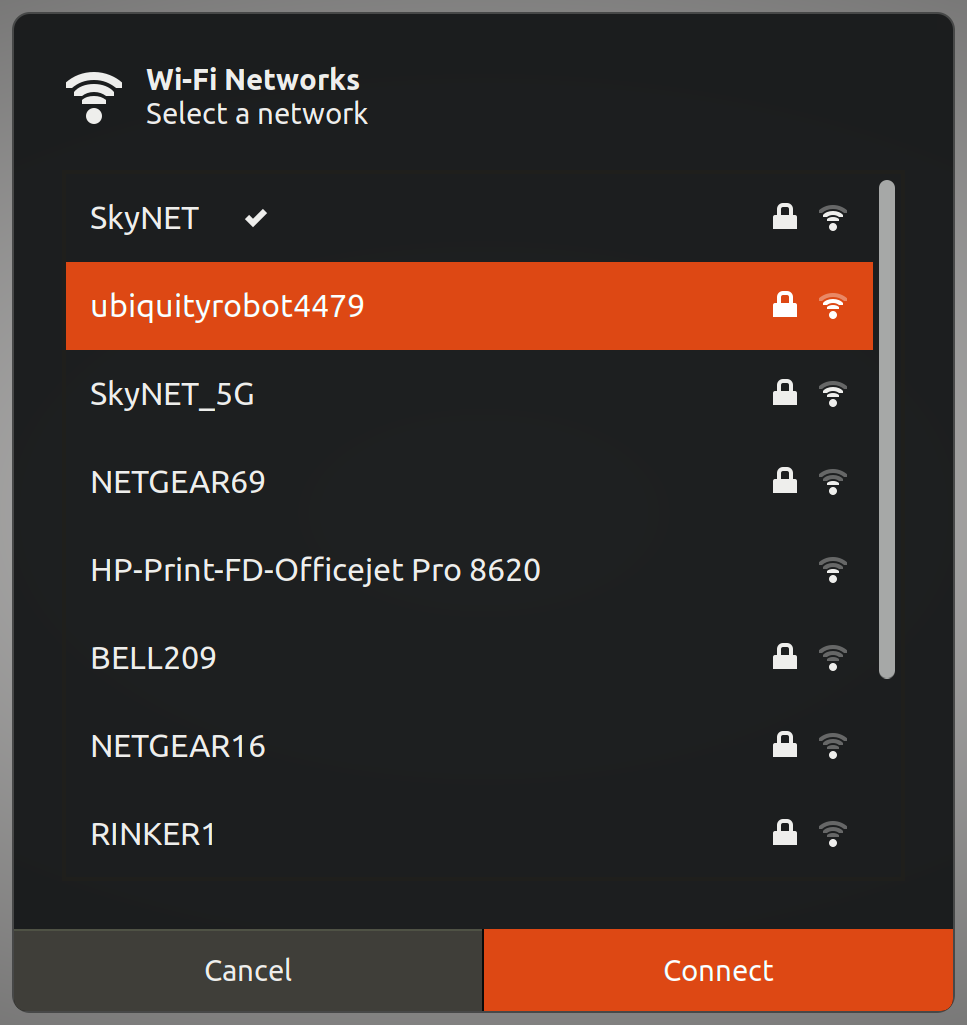 Wi-Fi Networks
Select a network
SkyNET
ubiquityrobot4479
SkyNET_5G
NETGEAR69
HP-Print-FD-Officejet Pro 8620
BELL209
NETGEAR16
RINKER1
Cancel
Connect